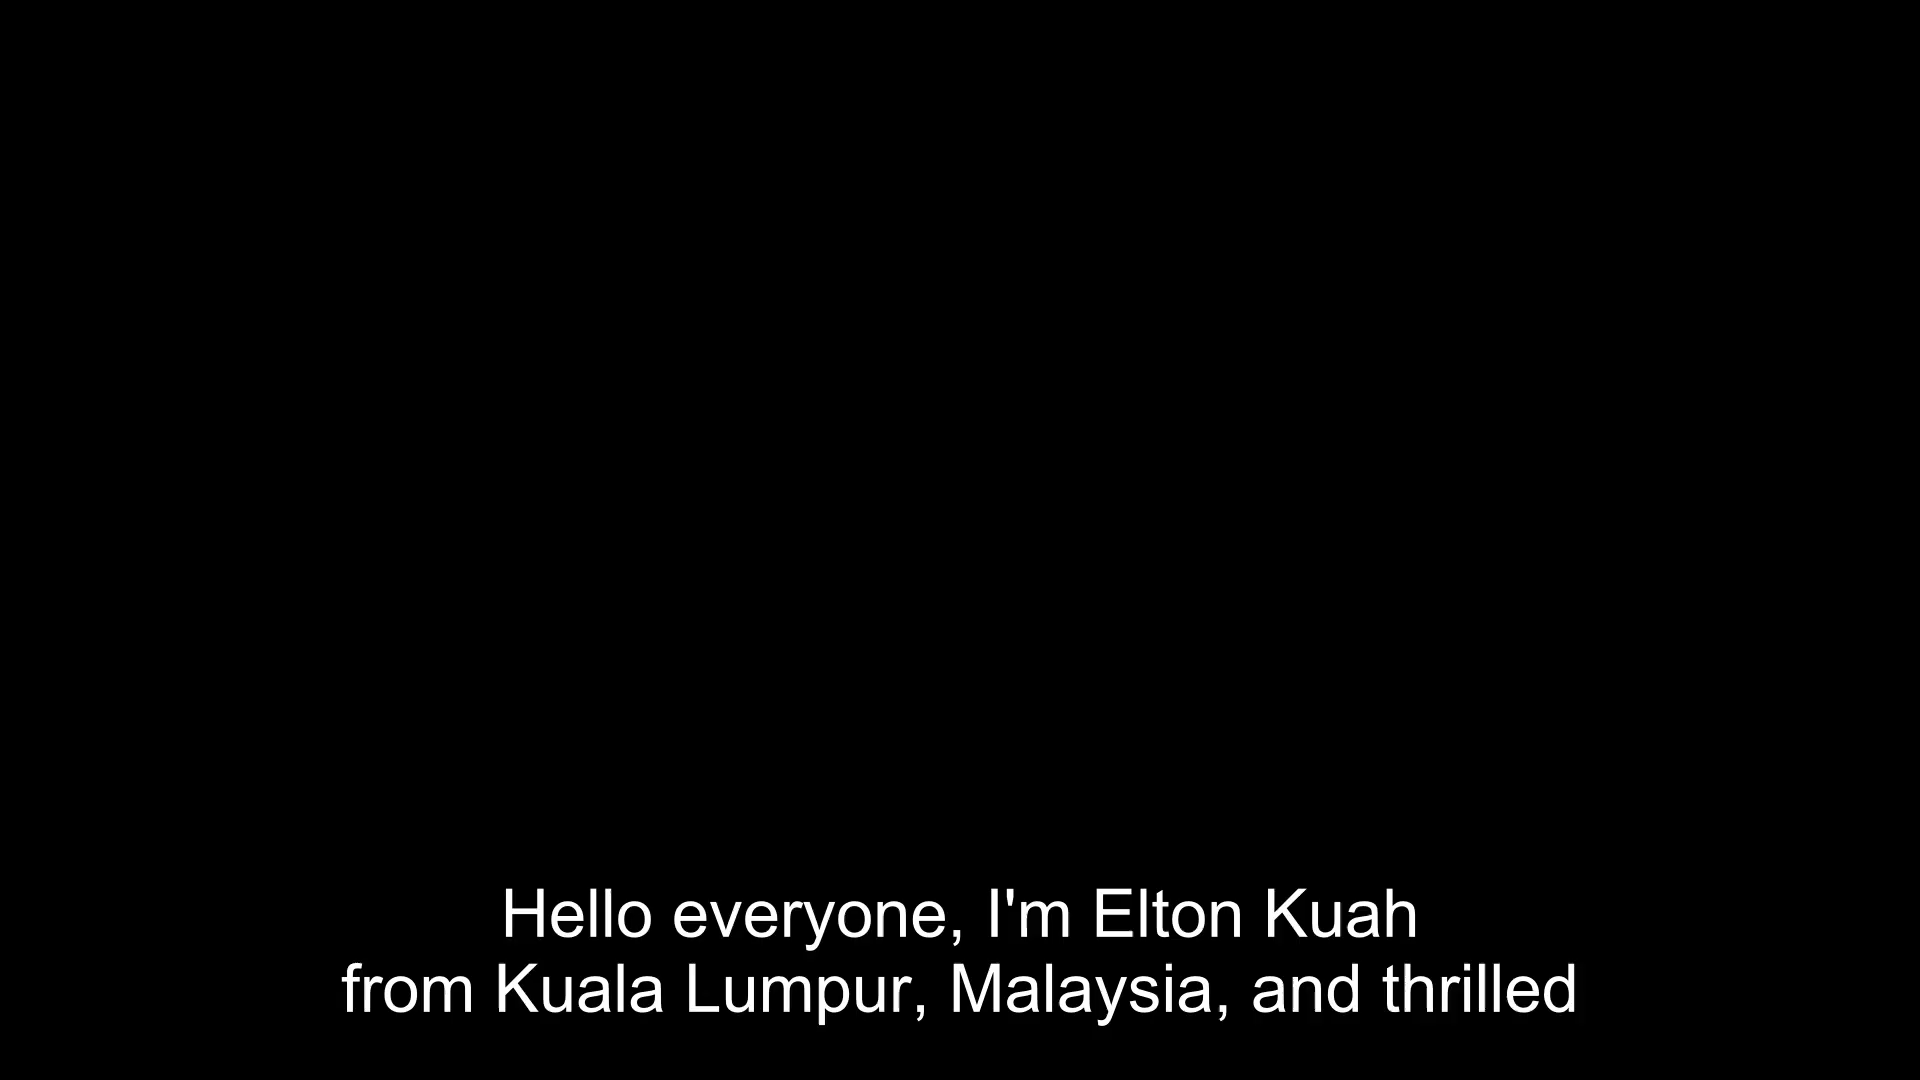 Hello everyone, I'm Elton Kuah
from Kuala Lumpur, Malaysia, and thrilled